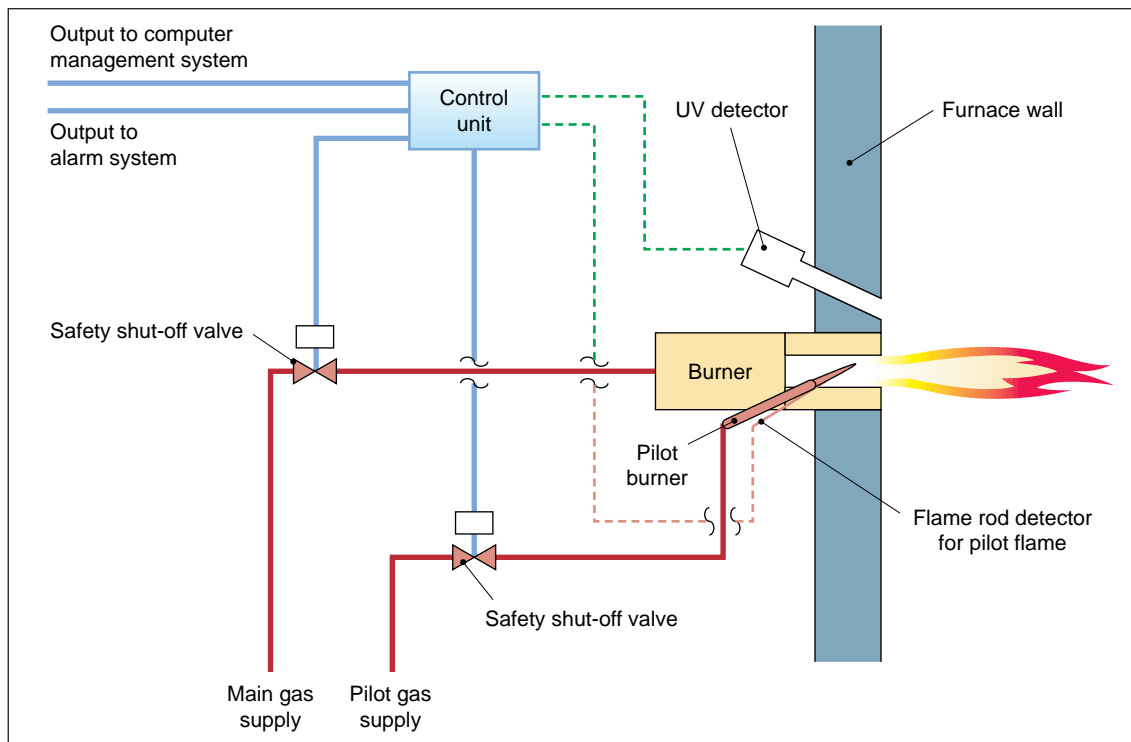 Output to computer
management system
Output to
alarm system
Control
unit
UV detector
Furnace wall
Safety shut-off valve
Burner
Pilot
burner
Flame rod detector
for pilot flame
Safety shut-off valve
Main gas
supply
Pilot gas
supply